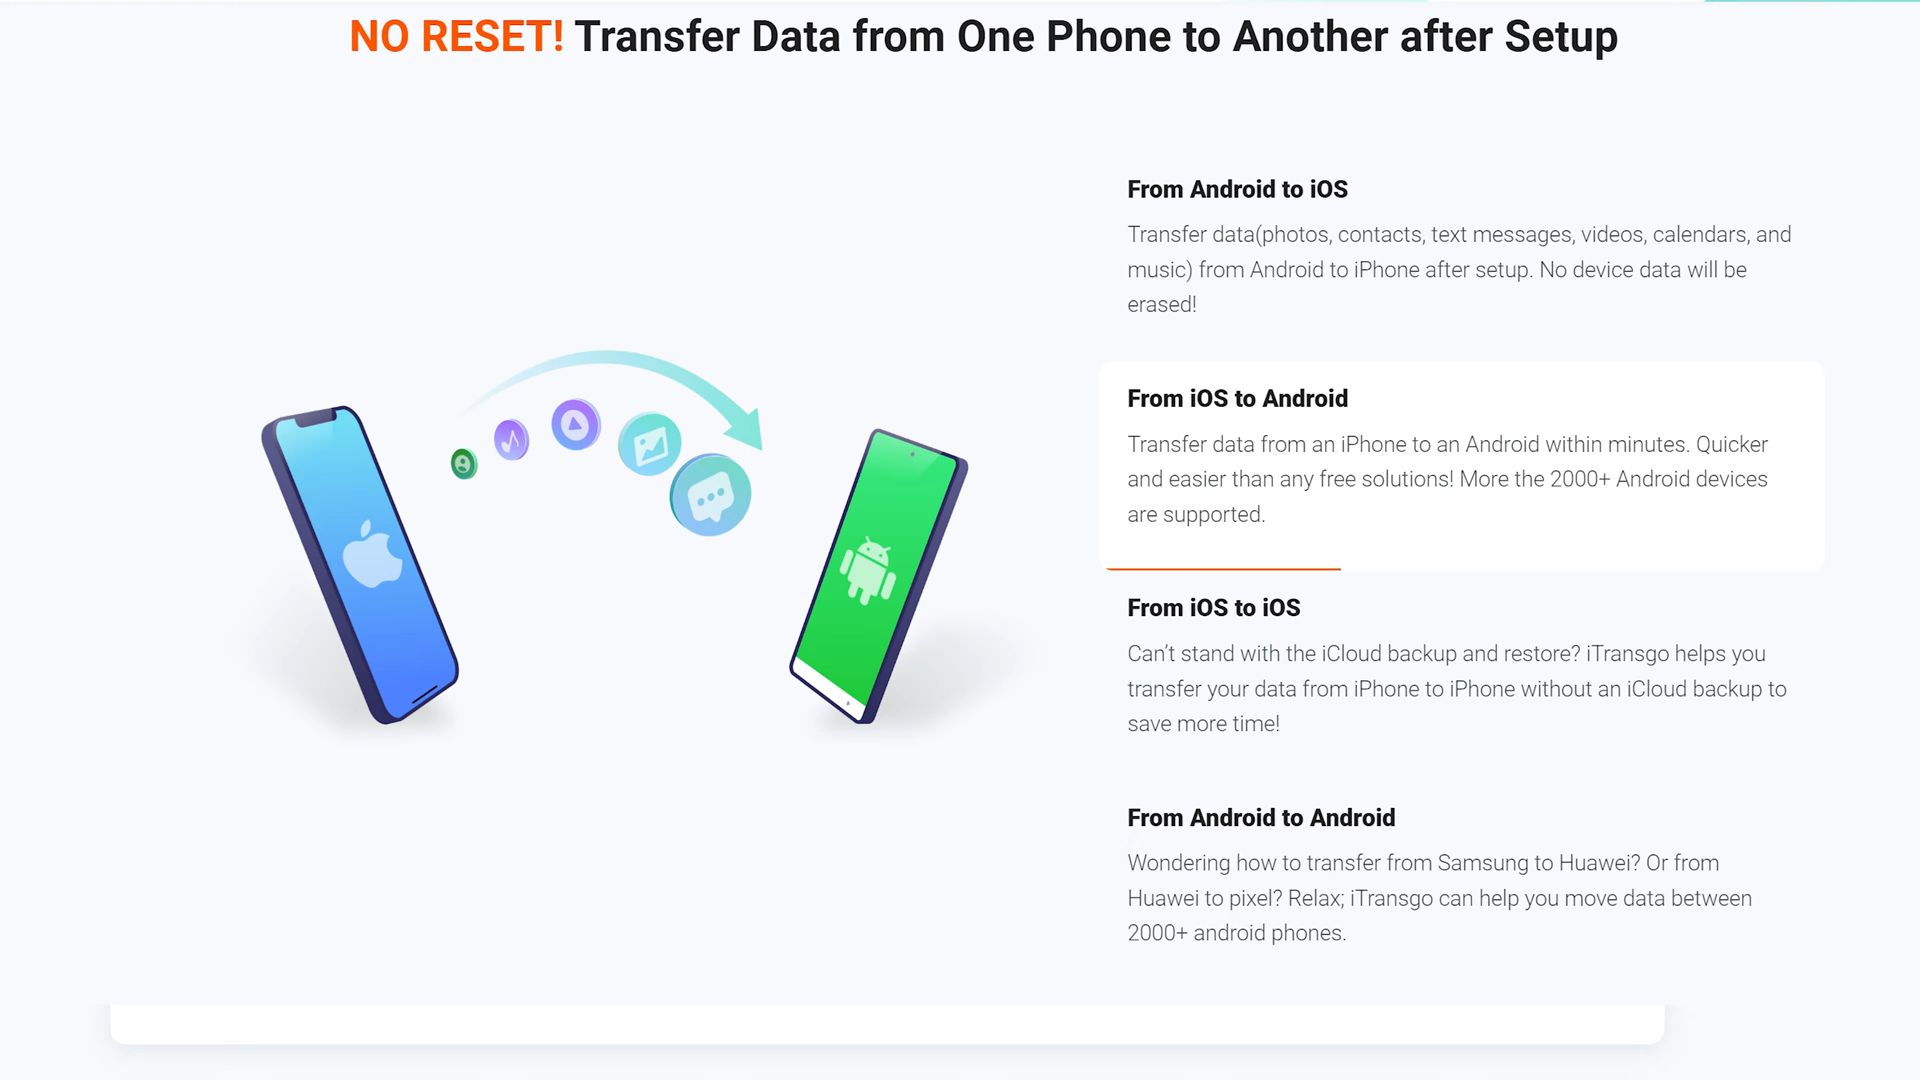 NO RESET! Transfer Data from One Phone to Another after Setup
From Android to iOS
Transfer data(photos, contacts, text messages, videos, calendars, and
music) from Android to iPhone after setup. No device data will be
erased!
From iOS to Android
Transfer data from an iPhone to an Android within minutes. Quicker
and easier than any free solutions! More the 2000+ Android devices
are supported.
From iOS to iOS
Can’t stand with the iCloud backup and restore? iTransgo helps you
transfer your data from iPhone to iPhone without an iCloud backup to
save more time!
From Android to Android
Wondering how to transfer from Samsung to Huawei? Or from
Huawei to pixel? Relax; iTransgo can help you move data between
2000+ android phones.